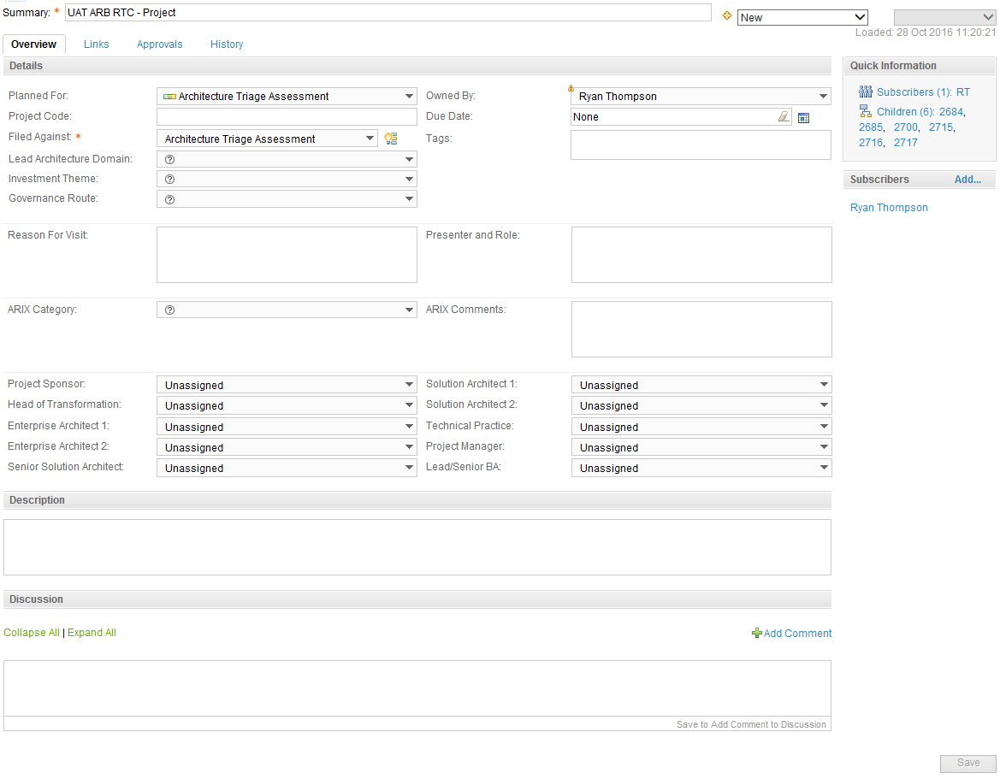 Summary: * UAT ARB RTC - Project New
Loaded: 28 Oct 2016 11:20:21
Overview Links Approvals History
Details
Planned For: Architecture Triage Assessment Owned By: Ryan Thompson
Project Code: Due Date: None
Filed Against: * Architecture Triage Assessment Tags:
Lead Architecture Domain:
Investment Theme:
Governance Route:
Reason For Visit: Presenter and Role:
ARIX Category: ARIX Comments:
Project Sponsor: Unassigned Solution Architect 1: Unassigned
Head of Transformation: Unassigned Solution Architect 2: Unassigned
Enterprise Architect 1: Unassigned Technical Practice: Unassigned
Enterprise Architect 2: Unassigned Project Manager: Unassigned
Senior Solution Architect: Unassigned Lead/Senior BA: Unassigned
Description
Discussion
Collapse All | Expand All Add Comment
Save to Add Comment to Discussion
Quick Information
Subscribers (1): RT
Children (6): 2684,
2685, 2700, 2715,
2716, 2717
Subscribers Add...
Ryan Thompson
Save